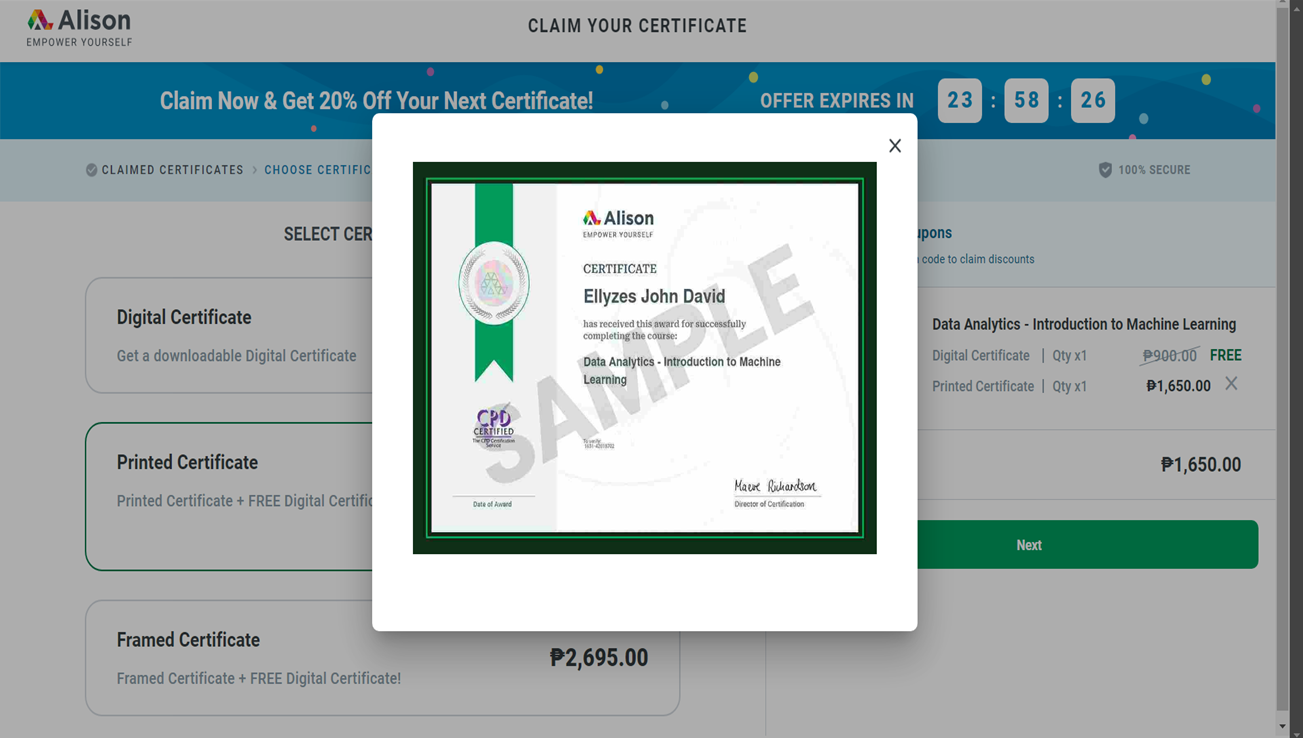 Alison
EMPOWER YOURSELF
CLAIM YOUR CERTIFICATE
Claim Now & Get 20% Off Your Next Certificate!
OFFER EXPIRES IN
23 : 58 : 26
CLAIMED CERTIFICATES > CHOOSE CERTIFIC
100% SECURE
SELECT CER
Digital Certificate
Get a downloadable Digital Certificate
Printed Certificate
Printed Certificate + FREE Digital Certific
Framed Certificate
Framed Certificate + FREE Digital Certificate!
₱2,695.00
X
Alison
EMPOWER YOURSELF
CERTIFICATE
Ellyzes John David
has received this award for successfully
completing the course:
Data Analytics - Introduction to Machine
Learning
SAMPLE
CPD
CERTIFIED
The CPD Certification
Service
Data of Award
Maeve Richardson
Director of Certification
upons
code to claim discounts
Data Analytics - Introduction to Machine Learning
Digital Certificate | Qty x1 ₱900.00 FREE
Printed Certificate | Qty x1 ₱1,650.00 X
₱1,650.00
Next